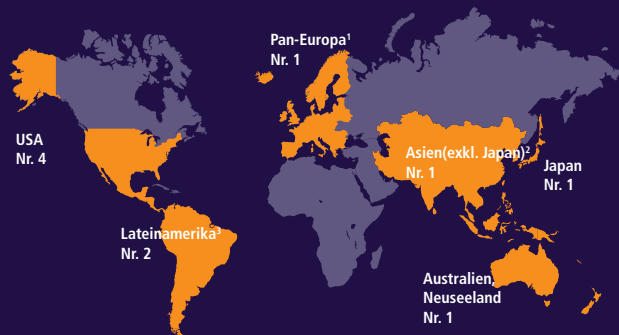 Pan-Europa¹
Nr. 1
USA
Nr. 4
Asien(exkl. Japan)²
Nr. 1
Japan
Nr. 1
Lateinamerika³
Nr. 2
Australien,
Neuseeland
Nr. 1